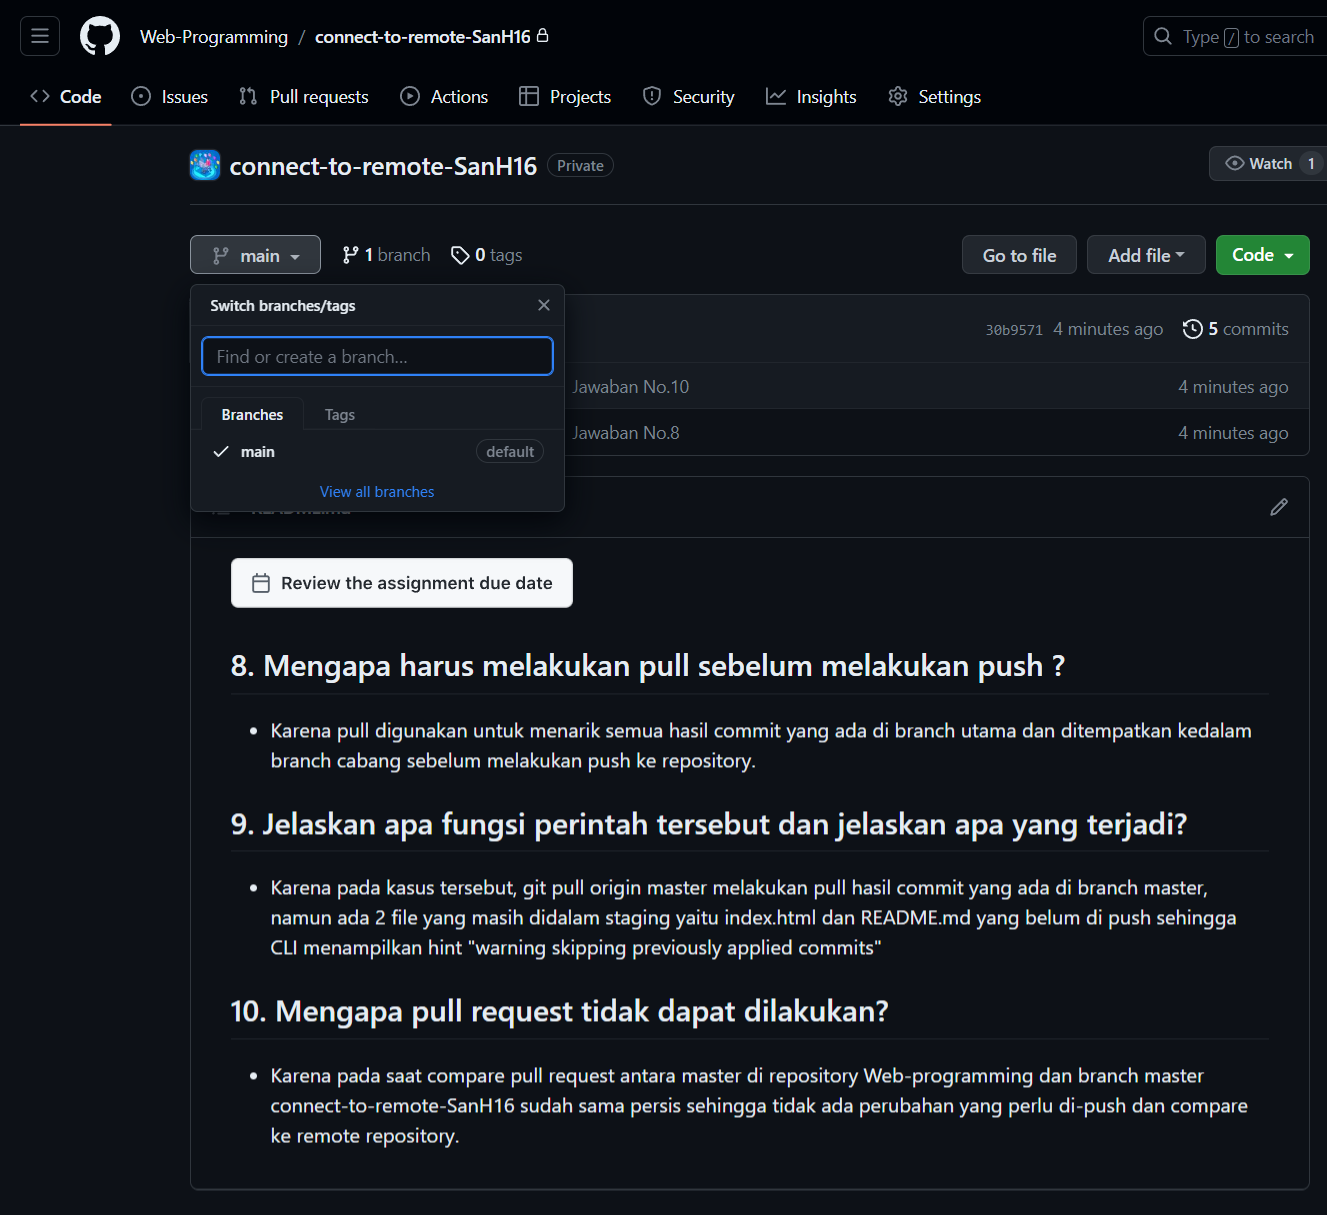 Web-Programming / connect-to-remote-SanH16
Type / to search
Code Issues Pull requests Actions Projects Security Insights Settings
connect-to-remote-SanH16 Private
Watch 1
main 1 branch 0 tags Go to file Add file Code
Switch branches/tags
30b9571 4 minutes ago 5 commits
Find or create a branch...
Jawaban No.10 4 minutes ago
Branches Tags
Jawaban No.8 4 minutes ago
main default
View all branches
Review the assignment due date
8. Mengapa harus melakukan pull sebelum melakukan push ?
• Karena pull digunakan untuk menarik semua hasil commit yang ada di branch utama dan ditempatkan kedalam
branch cabang sebelum melakukan push ke repository.
9. Jelaskan apa fungsi perintah tersebut dan jelaskan apa yang terjadi?
• Karena pada kasus tersebut, git pull origin master melakukan pull hasil commit yang ada di branch master,
namun ada 2 file yang masih didalam staging yaitu index.html dan README.md yang belum di push sehingga
CLI menampilkan hint "warning skipping previously applied commits"
10. Mengapa pull request tidak dapat dilakukan?
• Karena pada saat compare pull request antara master di repository Web-programming dan branch master
connect-to-remote-SanH16 sudah sama persis sehingga tidak ada perubahan yang perlu di-push dan compare
ke remote repository.